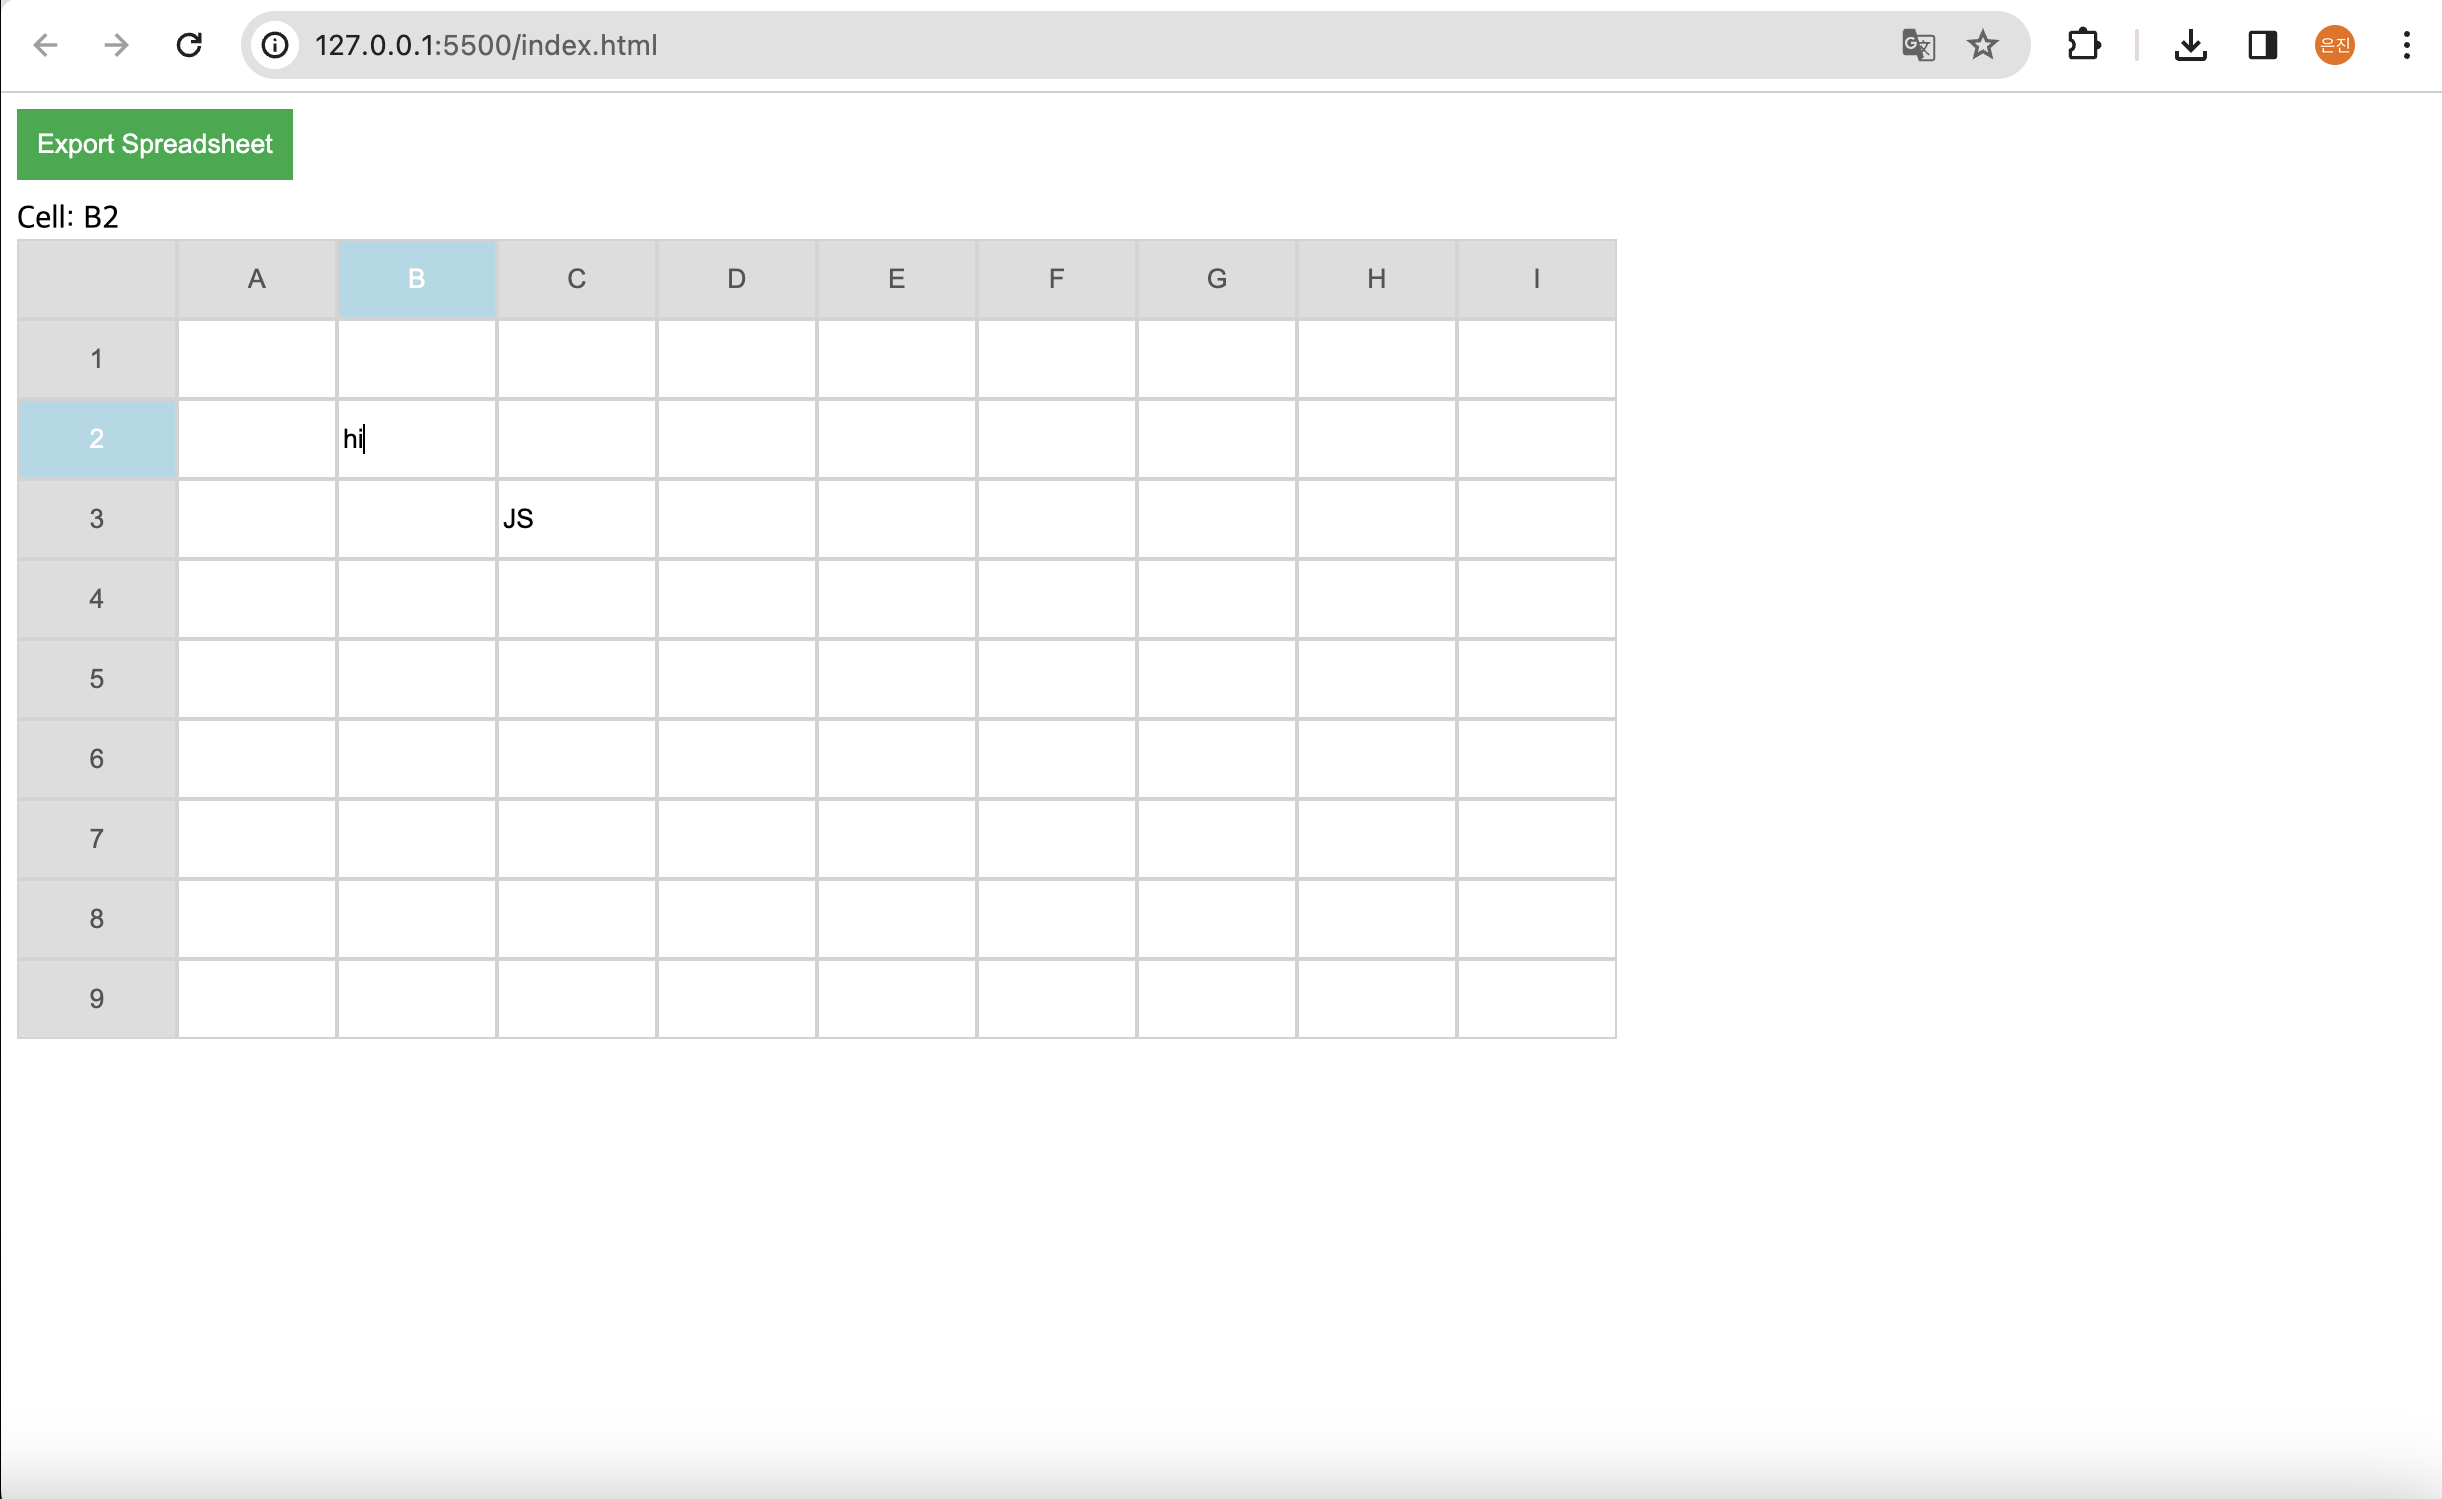 127.0.0.1:5500/index.html
은진
Export Spreadsheet
Cell: B2
A B C D E F G H I
1
2 hi
3 JS
4
5
6
7
8
9